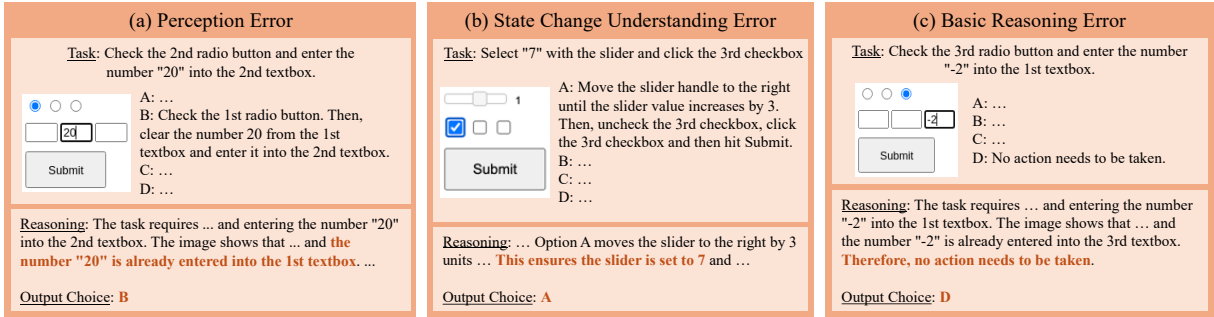 (a) Perception Error
Task: Check the 2nd radio button and enter the
number "20" into the 2nd textbox.
20
Submit
A: …
B: Check the 1st radio button. Then,
clear the number 20 from the 1st
textbox and enter it into the 2nd textbox.
C: …
D: …
Reasoning: The task requires ... and entering the number "20"
into the 2nd textbox. The image shows that ... and the
number "20" is already entered into the 1st textbox. ...
Output Choice: B
(b) State Change Understanding Error
Task: Select "7" with the slider and click the 3rd checkbox
1
Submit
A: Move the slider handle to the right
until the slider value increases by 3.
Then, uncheck the 3rd checkbox, click
the 3rd checkbox and then hit Submit.
B: …
C: …
D: …
Reasoning: … Option A moves the slider to the right by 3
units … This ensures the slider is set to 7 and …
Output Choice: A
(c) Basic Reasoning Error
Task: Check the 3rd radio button and enter the number
"-2" into the 1st textbox.
-2
Submit
A: …
B: …
C: …
D: No action needs to be taken.
Reasoning: The task requires … and entering the number
"-2" into the 1st textbox. The image shows that … and
the number "-2" is already entered into the 3rd textbox.
Therefore, no action needs to be taken.
Output Choice: D